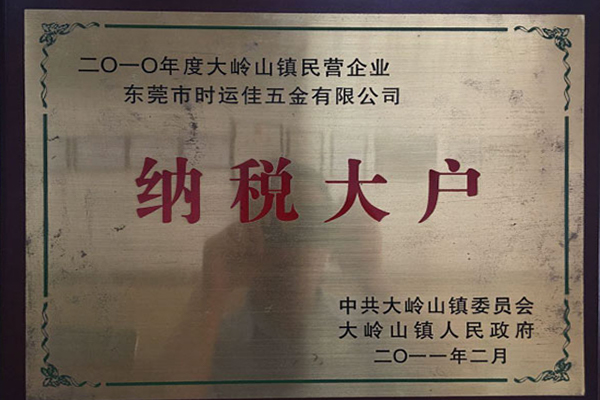 二〇一〇年度大岭山镇民营企业
东莞市时运佳五金有限公司
纳税大户
中共大岭山镇委员会
大岭山镇人民政府
二〇一一年二月